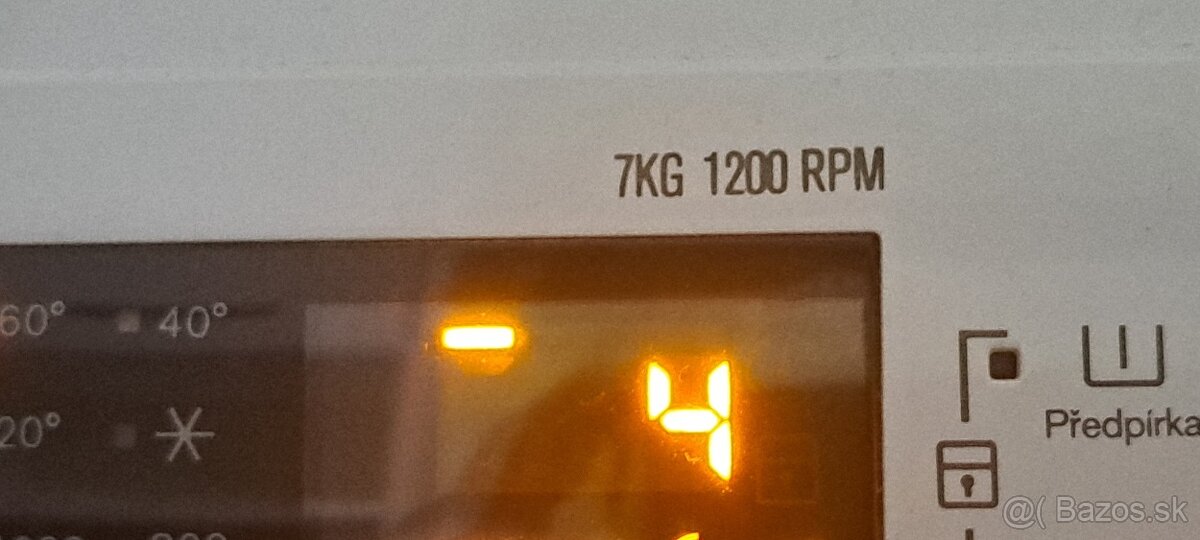 7KG 1200 RPM
60° 40°
4
20°
Předpírka
@( Bazos.sk